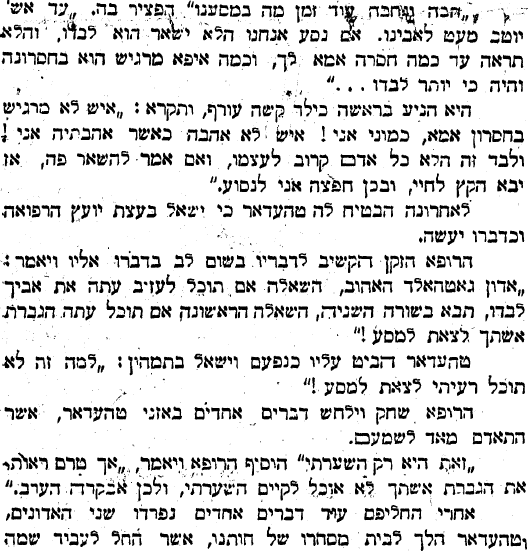 „הבה נחכה עוד זמן מה במסענו" הפציר בה. „עד אש'
יוטב מעט לאבינו. אם נסע אנחנו הלא ישאר הוא לבדו, והלא
תראה עד כמה חסרה אמא לך, וכמה איפא מרגיש הוא בחסרונה
והיה כי יותר לבדו . . ."
היא הניע בראשה כילד קשה עורף, ותקרא: „איש לא מרגיש
בחסרון אמא, כמוני אני! איש לא אהבה כאשר אהבתיה אני!
ולבד זה הלא כל אדם קרוב לעצמו, ואם אמר להשאר פה, אז
יבא הקץ לחיי, ובכן חפצה אני לנסוע."
לאחרונה הבטיח לה טהעדאר כי ישאל בעצת יועץ הרפואה
וכדברו יעשה.
הרופא הזקן הקשיב לדבריו בשום לב בדברו אליו ויאמר:
„אדון גאטהאלד האהוב, השאלה אם תוכל לעזיב עתה את אביך
לבדו, תבא בשורה השניה, השאלה הראשונה אם תוכל עתה הגברת
אשתך לצאת למסע!"
טהעדאר הביט עליו כנפעם וישאל בתמהין: „למה זה לא
תוכל רעיתי לצאת למסע!"
הרופא שחק וילחש דברים אחדים באזני טהעדאר, אשר
התאדם מאד לשמעם.
„זאת היא רק השערתי" הוסיף הרופא ויאמר, „אך טרם ראותי
את הגברת אשתך לא אוכל לקיים השערתי, ולכן אבקרה הערב."
אחרי החליפם עוד דברים אחדים נפרדו שני האדונים,
וטהעדאר הלך לבית מסחרו של חותנו, אשר החל לעביד שמה